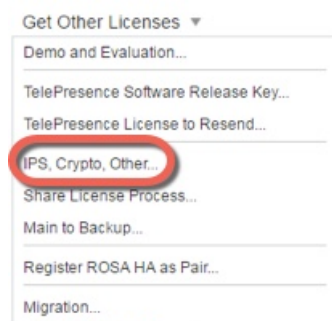 Get Other Licenses ▼
Demo and Evaluation...
TelePresence Software Release Key...
TelePresence License to Resend...
IPS, Crypto, Other...
Share License Process...
Main to Backup...
Register ROSA HA as Pair...
Migration...